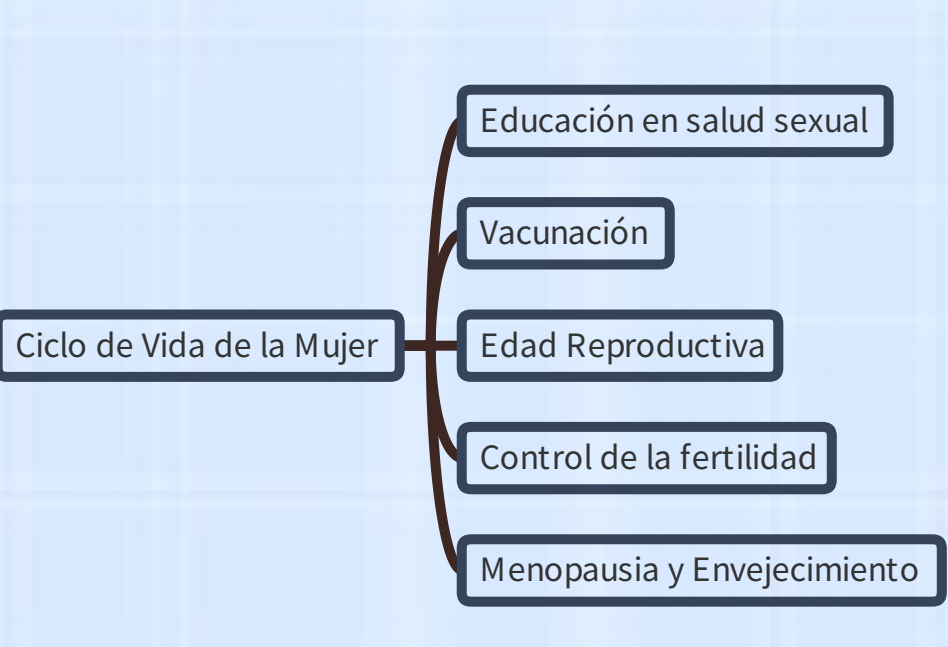 Educación en salud sexual
Vacunación
Ciclo de Vida de la Mujer
Edad Reproductiva
Control de la fertilidad
Menopausia y Envejecimiento